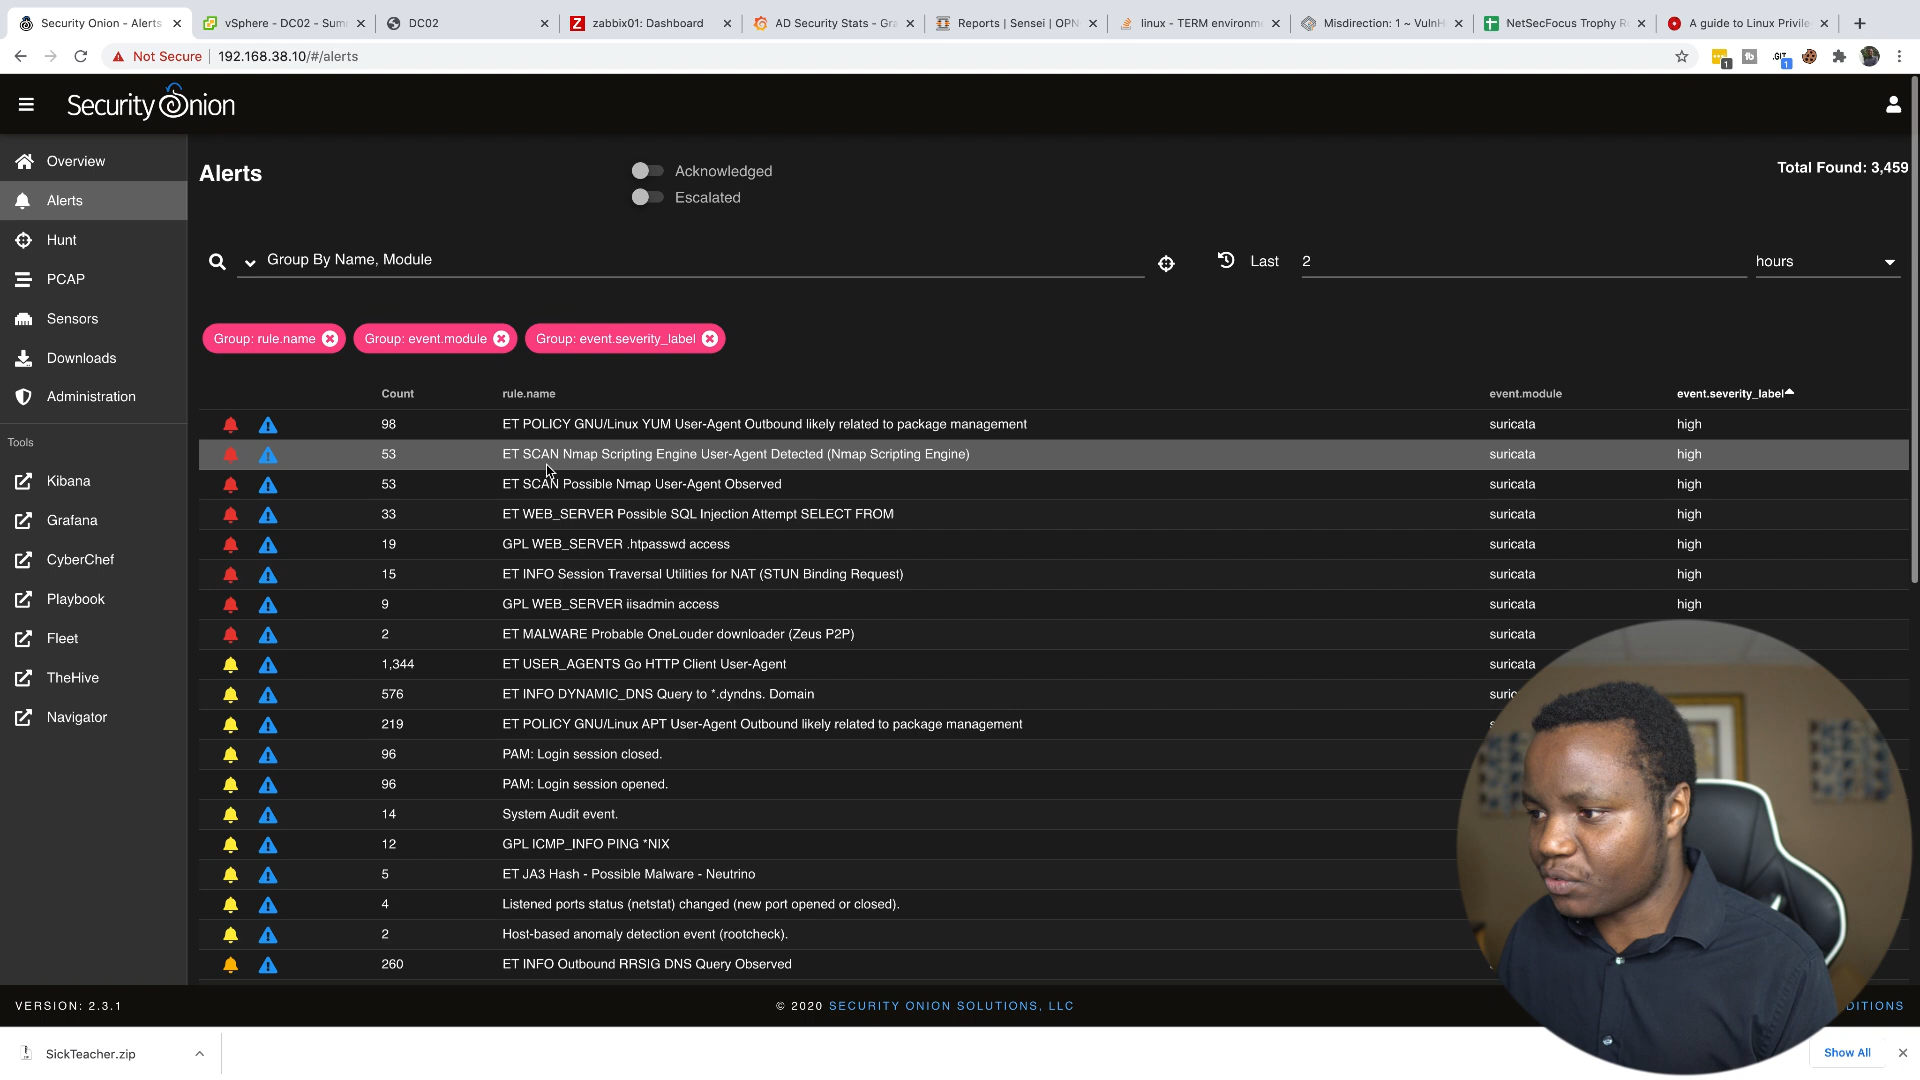 Security Onion - Alerts
vSphere - DC02 - Sum
DC02
zabbix01: Dashboard
AD Security Stats - Gra
Reports | Sensei | OPN
linux - TERM environm
Misdirection: 1 ~ VulnH
NetSecFocus Trophy R
A guide to Linux Privile
Not Secure 192.168.38.10/#/alerts
Security Onion
Overview
Alerts
Hunt
PCAP
Sensors
Downloads
Administration
Tools
Kibana
Grafana
CyberChef
Playbook
Fleet
TheHive
Navigator
Alerts
Acknowledged
Escalated
Total Found: 3,459
Group By Name, Module
Last 2 hours
Group: rule.name
Group: event.module
Group: event.severity_label
Count rule.name event.module event.severity_label
98 ET POLICY GNU/Linux YUM User-Agent Outbound likely related to package management suricata high
53 ET SCAN Nmap Scripting Engine User-Agent Detected (Nmap Scripting Engine) suricata high
53 ET SCAN Possible Nmap User-Agent Observed suricata high
33 ET WEB_SERVER Possible SQL Injection Attempt SELECT FROM suricata high
19 GPL WEB_SERVER .htpasswd access suricata high
15 ET INFO Session Traversal Utilities for NAT (STUN Binding Request) suricata high
9 GPL WEB_SERVER iisadmin access suricata high
2 ET MALWARE Probable OneLouder downloader (Zeus P2P) suricata
1,344 ET USER_AGENTS Go HTTP Client User-Agent suricata
576 ET INFO DYNAMIC_DNS Query to *.dyndns. Domain suric
219 ET POLICY GNU/Linux APT User-Agent Outbound likely related to package management
96 PAM: Login session closed.
96 PAM: Login session opened.
14 System Audit event.
12 GPL ICMP_INFO PING *NIX
5 ET JA3 Hash - Possible Malware - Neutrino
4 Listened ports status (netstat) changed (new port opened or closed).
2 Host-based anomaly detection event (rootcheck).
260 ET INFO Outbound RRSIG DNS Query Observed
VERSION: 2.3.1
© 2020 SECURITY ONION SOLUTIONS, LLC
DITIONS
SickTeacher.zip
Show All